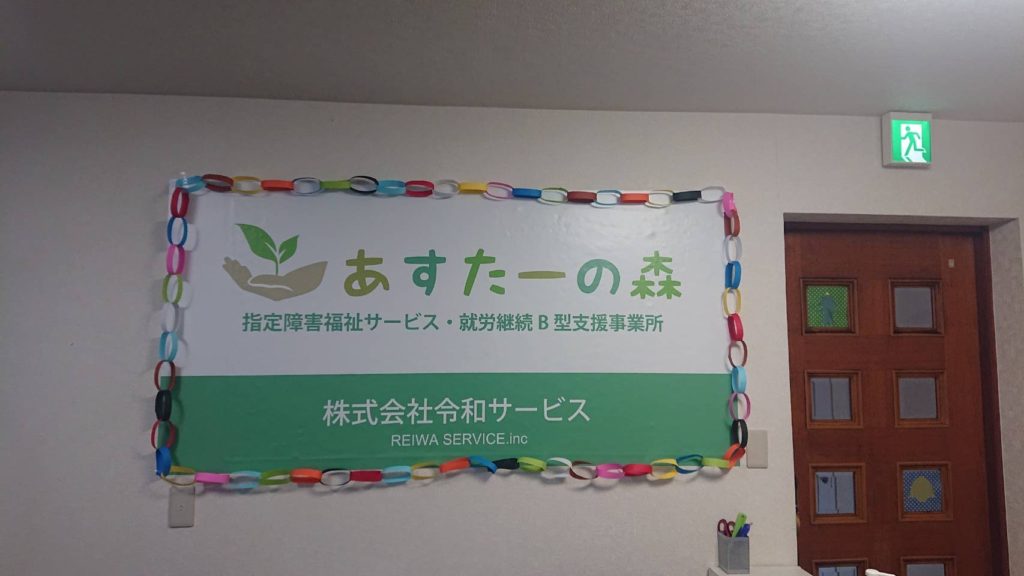 あすたーの森
指定障害福祉サービス・就労継続B型支援事業所
株式会社令和サービス
REIWA SERVICE.inc